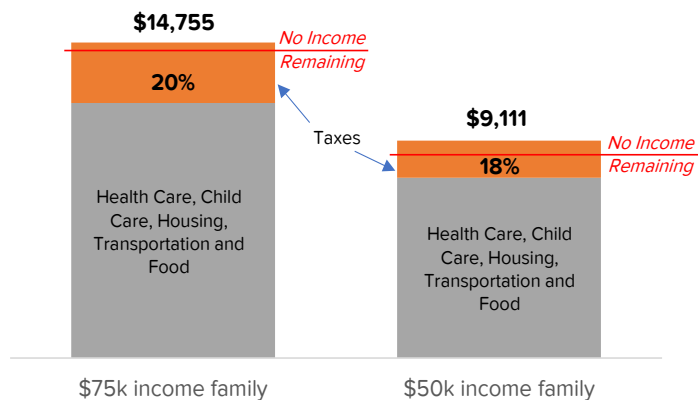 $14,755
No Income
Remaining
20%
Taxes
$9,111
No Income
Remaining
18%
Health Care, Child
Care, Housing,
Transportation and
Food
Health Care, Child
Care, Housing,
Transportation and
Food
$75k income family
$50k income family